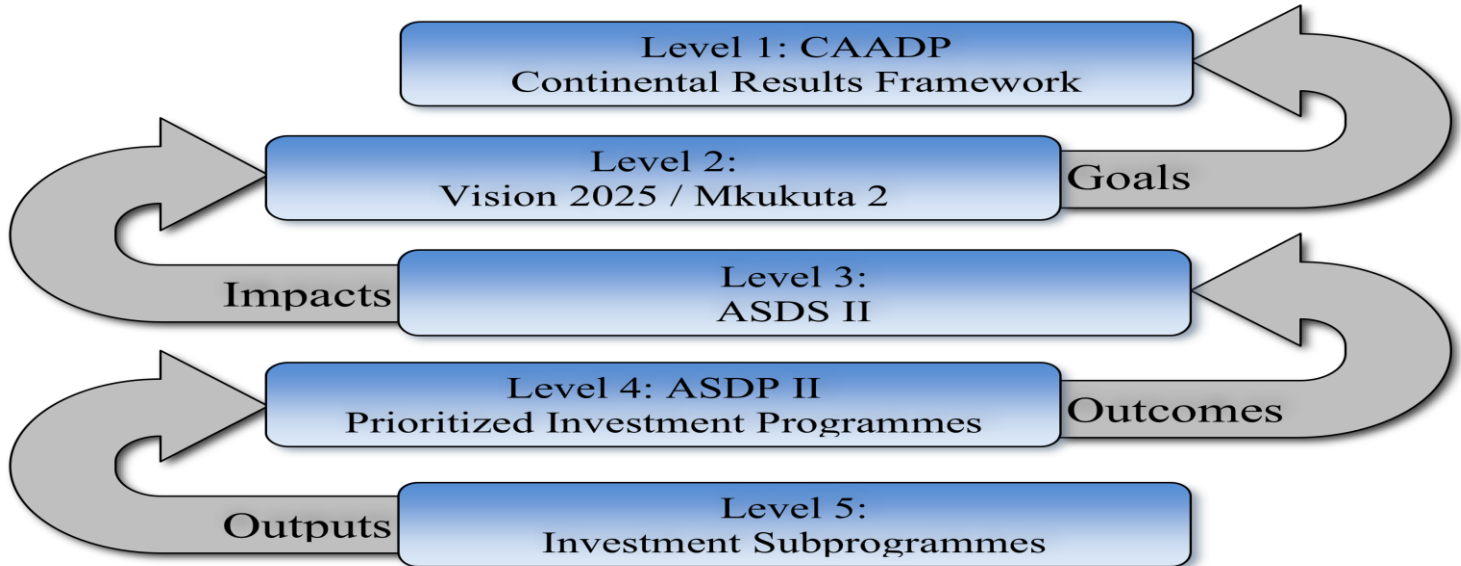 Level 1: CAADP
Continental Results Framework
Level 2:
Vision 2025 / Mkukuta 2
Goals
Level 3:
ASDS II
Impacts
Level 4: ASDP II
Prioritized Investment Programmes
Outcomes
Level 5:
Investment Subprogrammes
Outputs